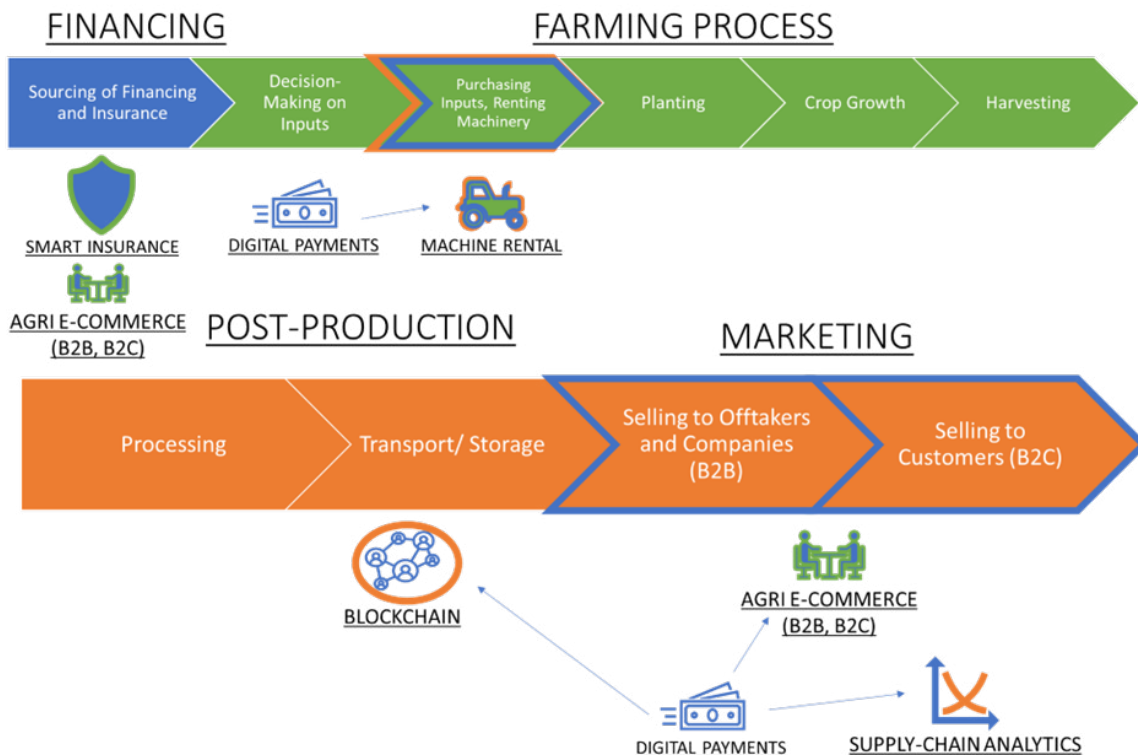 FINANCING
FARMING PROCESS
Sourcing of Financing
and Insurance
Decision-
Making on
Inputs
Purchasing
Inputs, Renting
Machinery
Planting
Crop Growth
Harvesting
SMART INSURANCE
DIGITAL PAYMENTS
MACHINE RENTAL
AGRI E-COMMERCE
(B2B, B2C)
POST-PRODUCTION
MARKETING
Processing
Transport/ Storage
Selling to Offtakers
and Companies
(B2B)
Selling to
Customers (B2C)
BLOCKCHAIN
AGRI E-COMMERCE
(B2B, B2C)
DIGITAL PAYMENTS
SUPPLY-CHAIN ANALYTICS